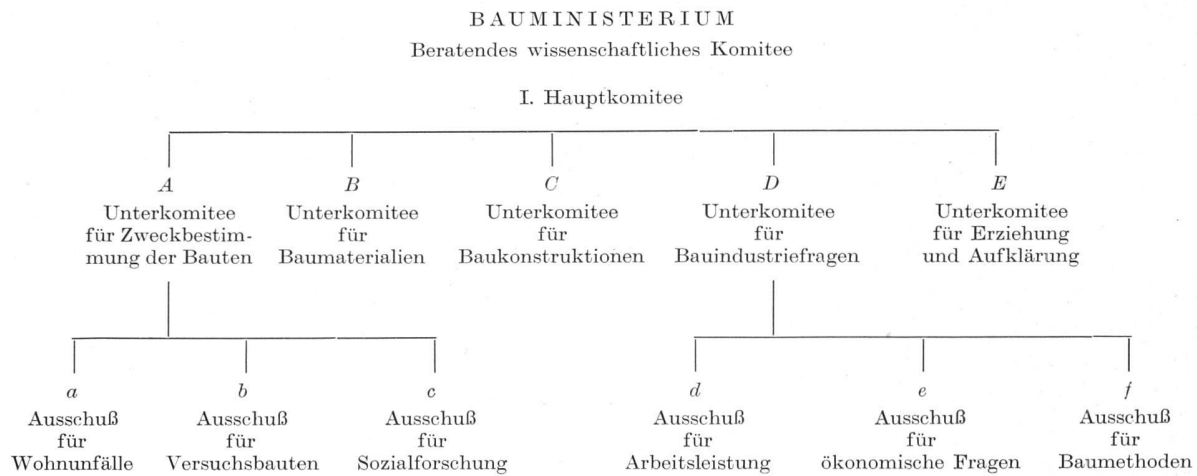 BAUMINISTERIUM
Beratendes wissenschaftliches Komitee
I. Hauptkomitee
A
Unterkomitee
für Zweckbestim-
mung der Bauten
B
Unterkomitee
für
Baumaterialien
C
Unterkomitee
für
Baukonstruktionen
D
Unterkomitee
für
Bauindustriefragen
E
Unterkomitee
für Erziehung
und Aufklärung
a
Ausschuß
für
Wohnunfälle
b
Ausschuß
für
Versuchsbauten
c
Ausschuß
für
Sozialforschung
d
Ausschuß
für
Arbeitsleistung
e
Ausschuß
für
ökonomische Fragen
f
Ausschuß
für
Baumethoden